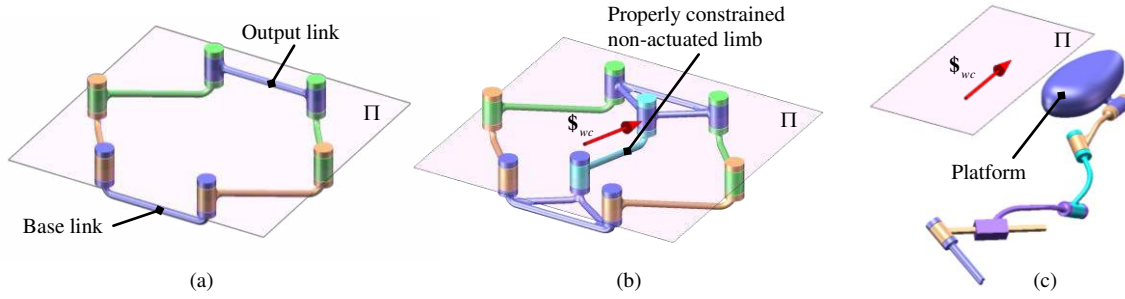 Output link
Π
Base link
(a)
Properly constrained
non-actuated limb
$wc
Π
(b)
Π
$wc
Platform
(c)